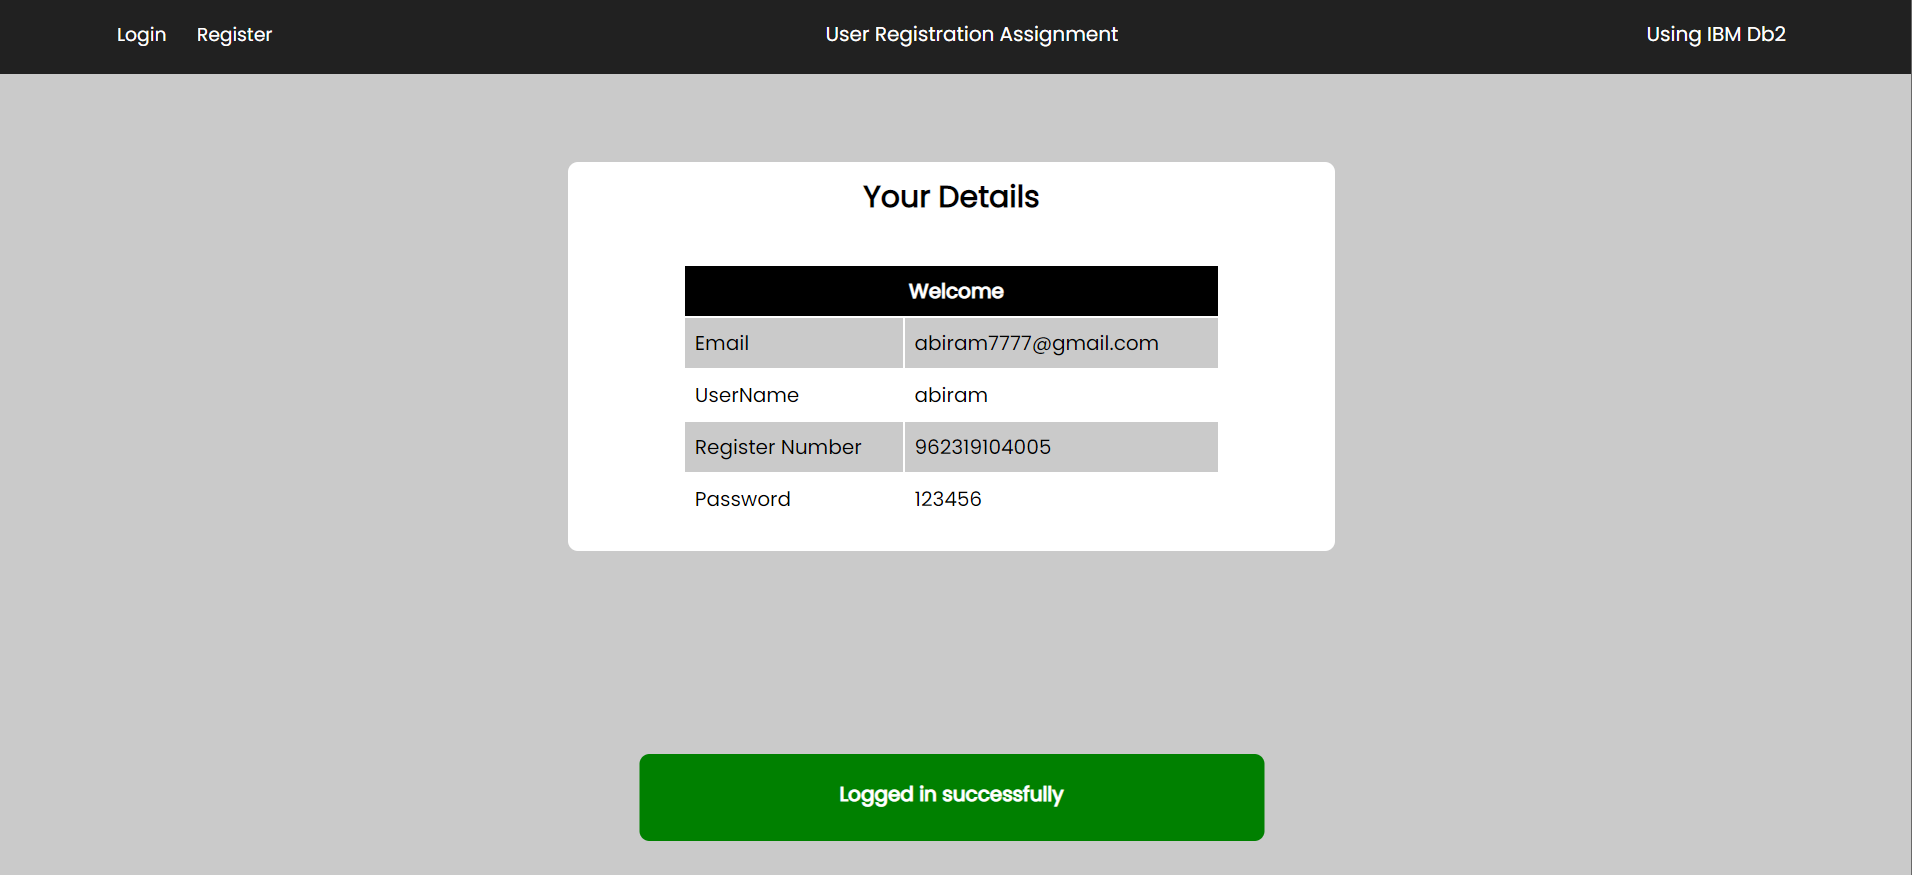 Login Register User Registration Assignment Using IBM Db2
Your Details
Welcome
Email abiram7777@gmail.com
UserName abiram
Register Number 962319104005
Password 123456
Logged in successfully